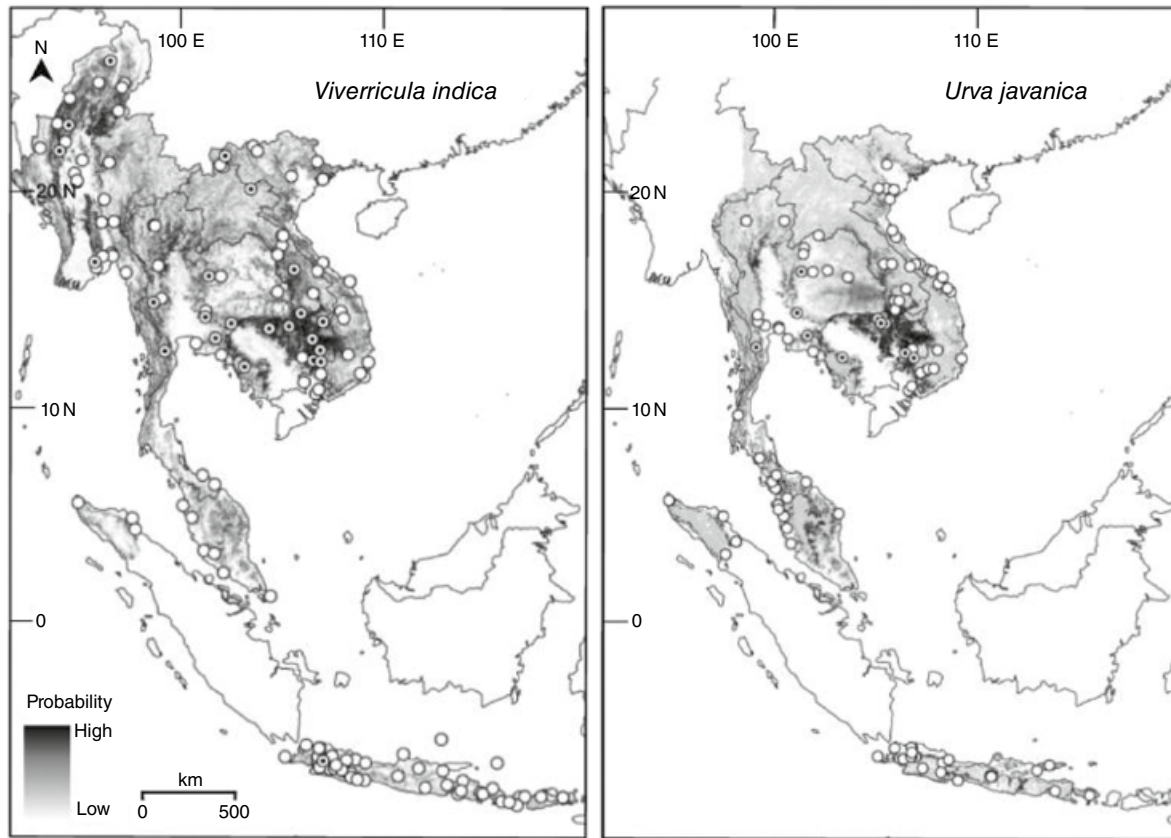 100 E 110 E
N
Viverricula indica
20 N
10 N
0
Probability
High
Low
km
0 500
100 E 110 E
Urva javanica
20 N
10 N
0